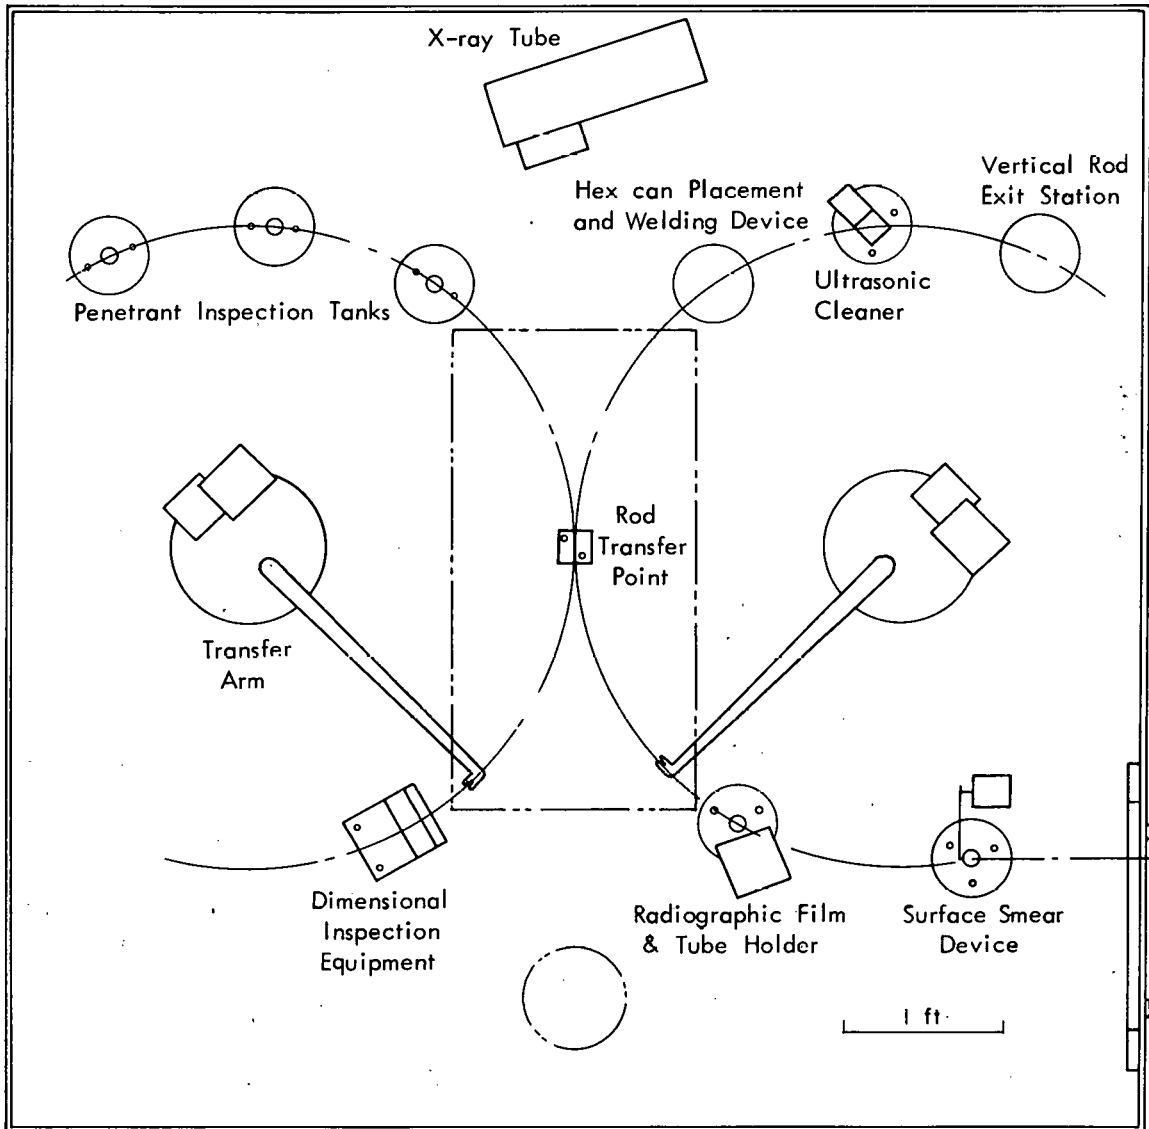 X-ray Tube
Hex can Placement
and Welding Device
Vertical Rod
Exit Station
Penetrant Inspection Tanks
Ultrasonic
Cleaner
Rod
Transfer
Point
Transfer
Arm
Dimensional
Inspection
Equipment
Radiographic Film
& Tube Holder
Surface Smear
Device
1 ft